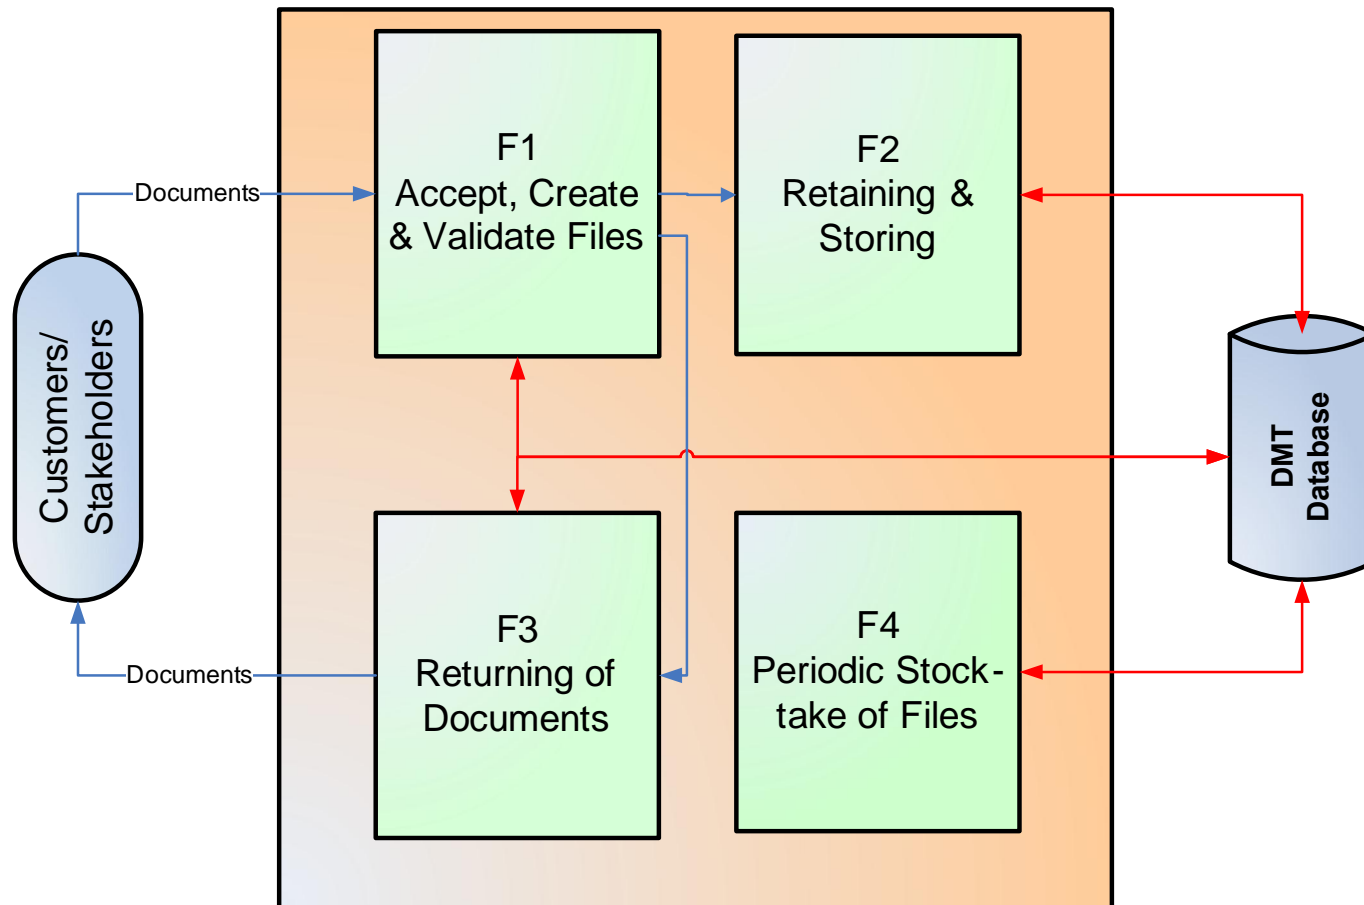 F1
Accept, Create
& Validate Files
F2
Retaining &
Storing
Documents
Customers/
Stakeholders
DMT
Database
F3
Returning of
Documents
F4
Periodic Stock-
take of Files
Documents